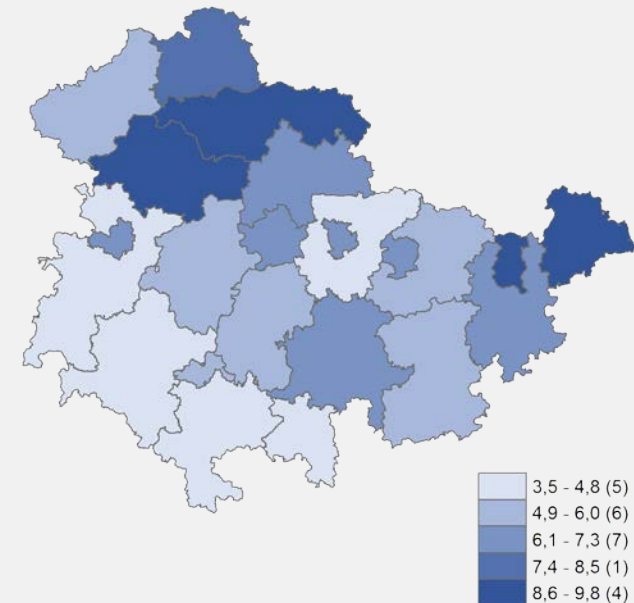 3,5 - 4,8 (5)
4,9 - 6,0 (6)
6,1 - 7,3 (7)
7,4 - 8,5 (1)
8,6 - 9,8 (4)